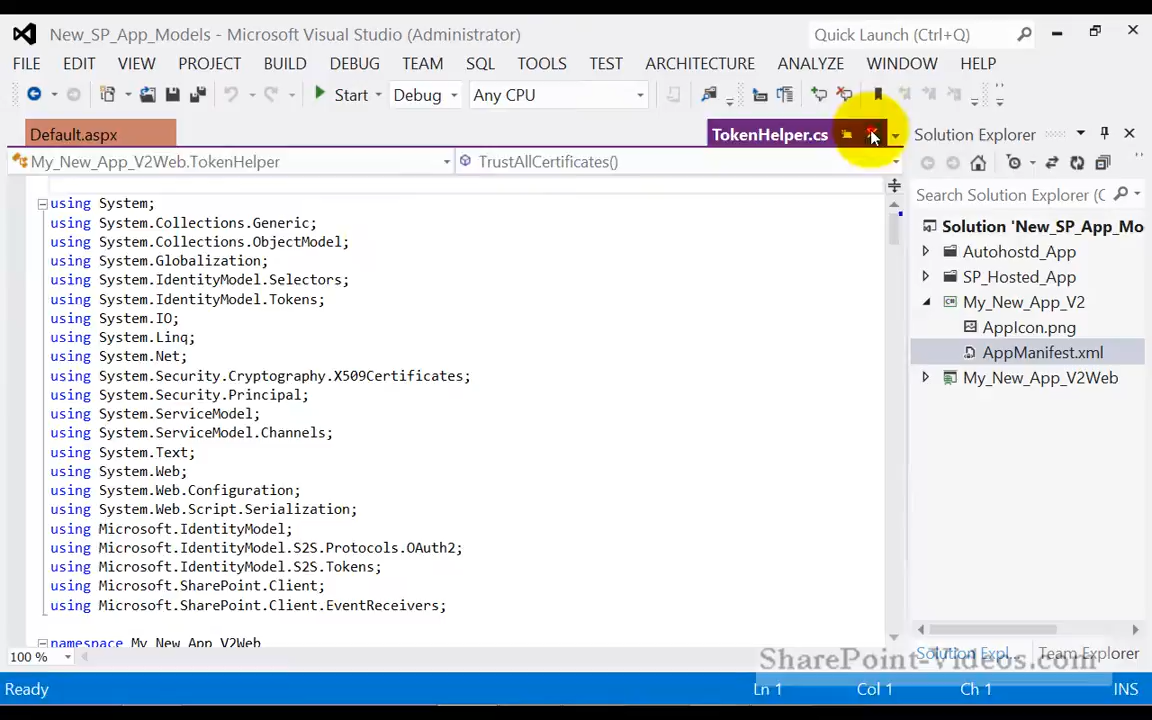 New_SP_App_Models - Microsoft Visual Studio (Administrator)
Quick Launch (Ctrl+Q)
FILE EDIT VIEW PROJECT BUILD DEBUG TEAM SQL TOOLS TEST ARCHITECTURE ANALYZE WINDOW HELP
Start Debug Any CPU
Default.aspx TokenHelper.cs
My_New_App_V2Web.TokenHelper TrustAllCertificates()
using System;
using System.Collections.Generic;
using System.Collections.ObjectModel;
using System.Globalization;
using System.IdentityModel.Selectors;
using System.IdentityModel.Tokens;
using System.IO;
using System.Linq;
using System.Net;
using System.Security.Cryptography.X509Certificates;
using System.Security.Principal;
using System.ServiceModel;
using System.ServiceModel.Channels;
using System.Text;
using System.Web;
using System.Web.Configuration;
using System.Web.Script.Serialization;
using Microsoft.IdentityModel;
using Microsoft.IdentityModel.S2S.Protocols.OAuth2;
using Microsoft.IdentityModel.S2S.Tokens;
using Microsoft.SharePoint.Client;
using Microsoft.SharePoint.Client.EventReceivers;
namespace My_New_App_V2Web
100 %
Solution Explorer
Search Solution Explorer (C
Solution 'New_SP_App_Mo
Autohostd_App
SP_Hosted_App
My_New_App_V2
AppIcon.png
AppManifest.xml
My_New_App_V2Web
Solution Expl... Team Explorer
SharePoint-Videos.com
Ready Ln 1 Col 1 Ch 1 INS